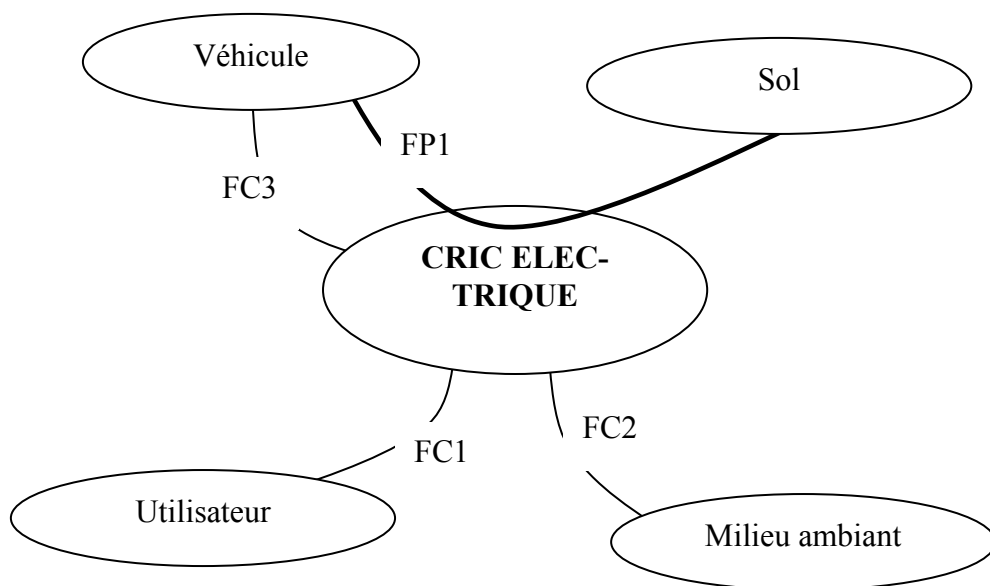 Véhicule
Sol
FP1
FC3
CRIC ELEC-
TRIQUE
FC2
FC1
Utilisateur
Milieu ambiant